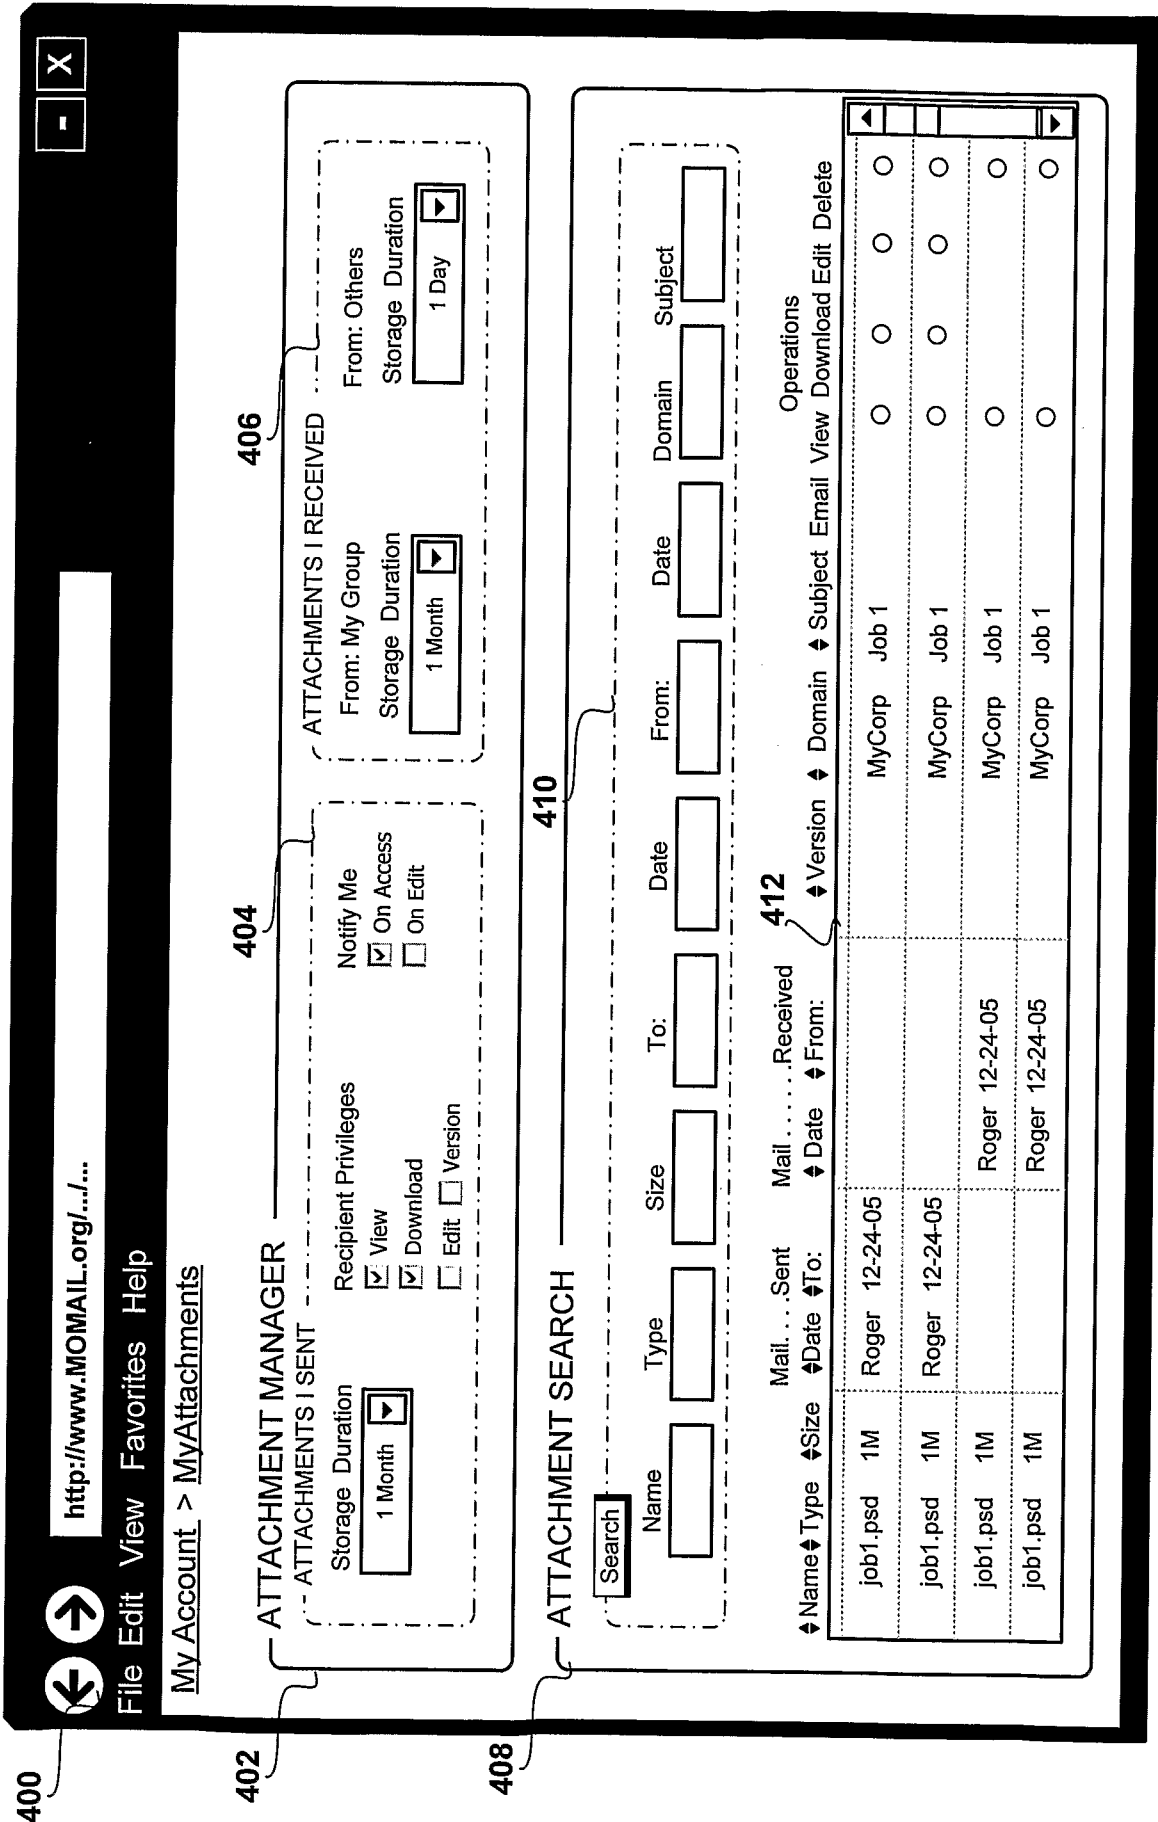 400
http://www.MOMAIL.org/.../...
- X
File Edit View Favorites Help
My Account > MyAttachments
402
ATTACHMENT MANAGER
404
406
ATTACHMENTS I SENT
Storage Duration
1 Month
Recipient Privileges
View
Download
Edit Version
Notify Me
On Access
On Edit
ATTACHMENTS I RECEIVED
From: My Group
Storage Duration
1 Month
From: Others
Storage Duration
1 Day
408
ATTACHMENT SEARCH
410
Search
Name Type Size To: Date From: Date Domain Subject
412
Mail....Sent Mail......Received Operations
Name Type Size Date To: Date From: Version Domain Subject Email View Download Edit Delete
job1.psd 1M Roger 12-24-05 MyCorp Job 1
job1.psd 1M Roger 12-24-05 MyCorp Job 1
job1.psd 1M Roger 12-24-05 MyCorp Job 1
job1.psd 1M Roger 12-24-05 MyCorp Job 1